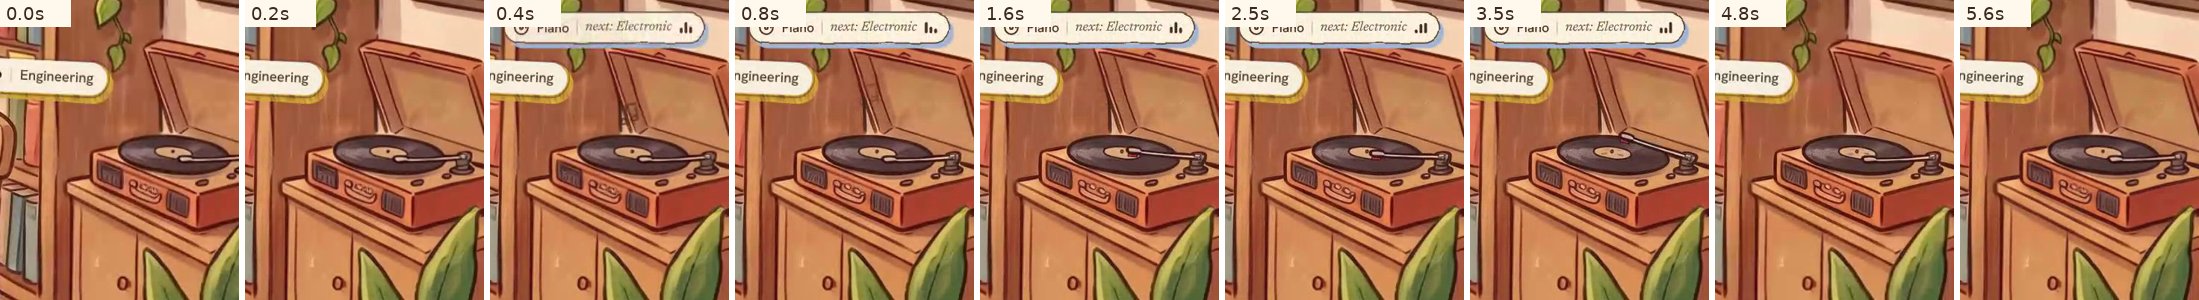 0.0s
Engineering
0.2s
ngineering
0.4s
Piano next: Electronic
ngineering
0.8s
Piano next: Electronic
ngineering
1.6s
Piano next: Electronic
ngineering
2.5s
Piano next: Electronic
ngineering
3.5s
Piano next: Electronic
ngineering
4.8s
ngineering
5.6s
ngineering